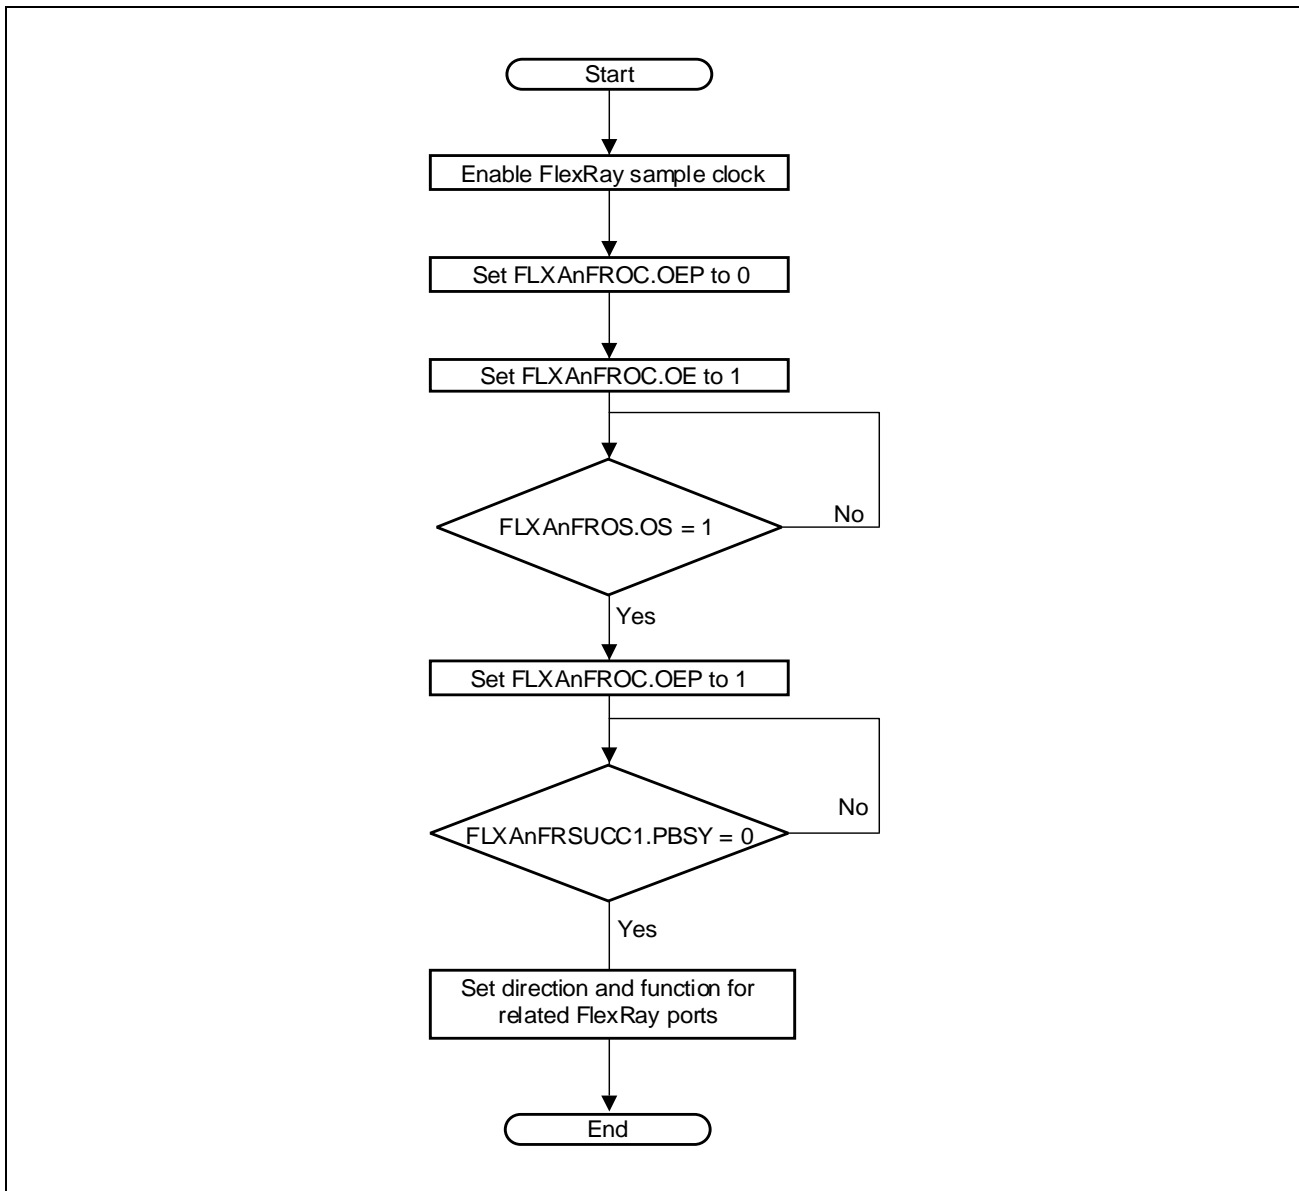 Start
Enable FlexRay sample clock
Set FLXAnFROC.OEP to 0
Set FLXAnFROC.OE to 1
FLXAnFROS.OS = 1
No
Yes
Set FLXAnFROC.OEP to 1
FLXAnFRSUCC1.PBSY = 0
No
Yes
Set direction and function for
related FlexRay ports
End